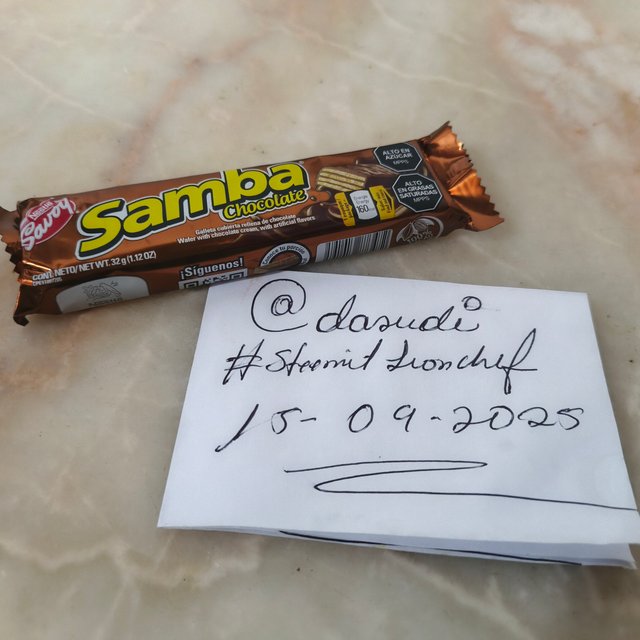 Nestlé
Savoy
Samba
Chocolate
Galleta cubierta rellena de chocolate
Wafer with chocolate cream, with artificial flavors
CONT. NETO/NET WT. 32 g (1.12 OZ)
¡Síguenos!
160
ALTO EN
AZÚCAR
MPPS
ALTO EN GRASAS
SATURADAS
MPPS
@dasudi
#Steemit Ironchef
15-09-2025